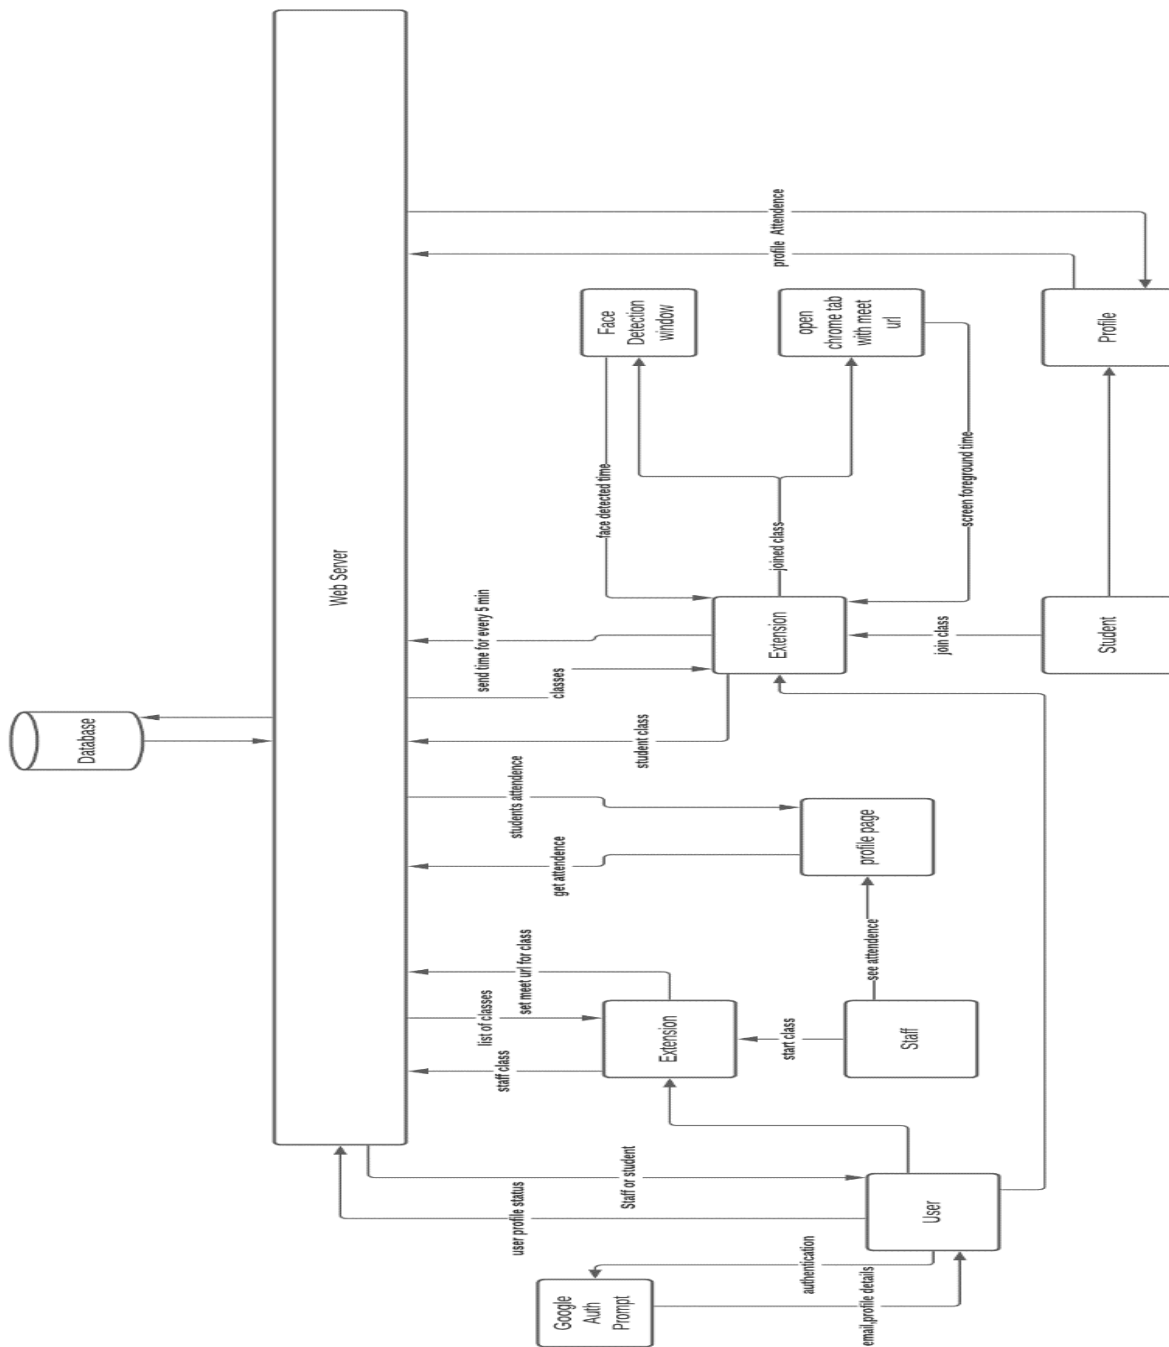 Database
Web Server
user profile status
Staff or student
staff class
list of classes
set meet url for class
get attendence
students attendence
student class
classes
send time for every 5 min
profile
Attendence
Google
Auth
Prompt
authentication
email,profile details
User
Extension
start class
Staff
see attendence
profile page
Extension
join class
Student
joined class
face detected time
Face
Detection
window
screen foreground time
open
chrome tab
with meet
url
Profile